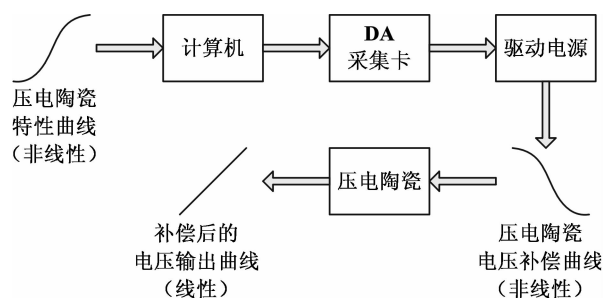 压电陶瓷
特性曲线
（非线性）
计算机
DA
采集卡
驱动电源
压电陶瓷
电压补偿曲线
（非线性）
压电陶瓷
补偿后的
电压输出曲线
（线性）